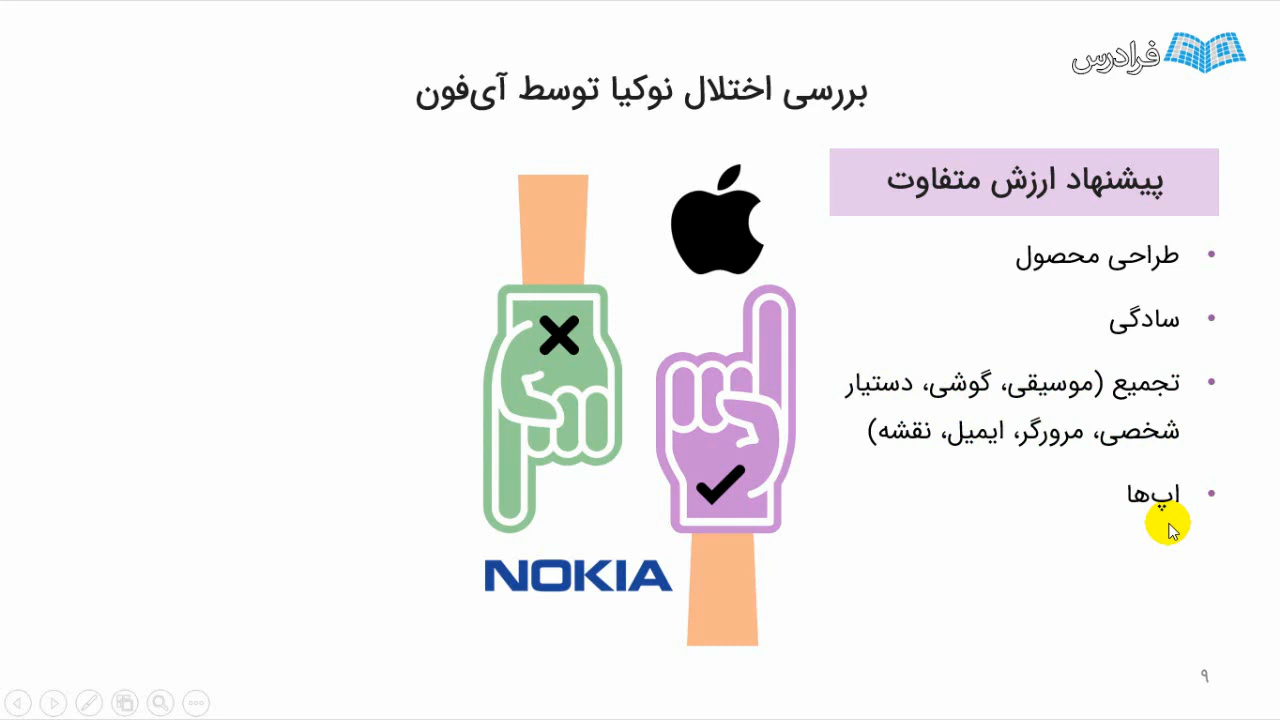 فرادرس
بررسی اختلال نوکیا توسط آی‌فون
پیشنهاد ارزش متفاوت
• طراحی محصول
• سادگی
• تجمیع (موسیقی، گوشی، دستیار
شخصی، مرورگر، ایمیل، نقشه)
• اپ‌ها
NOKIA
۹